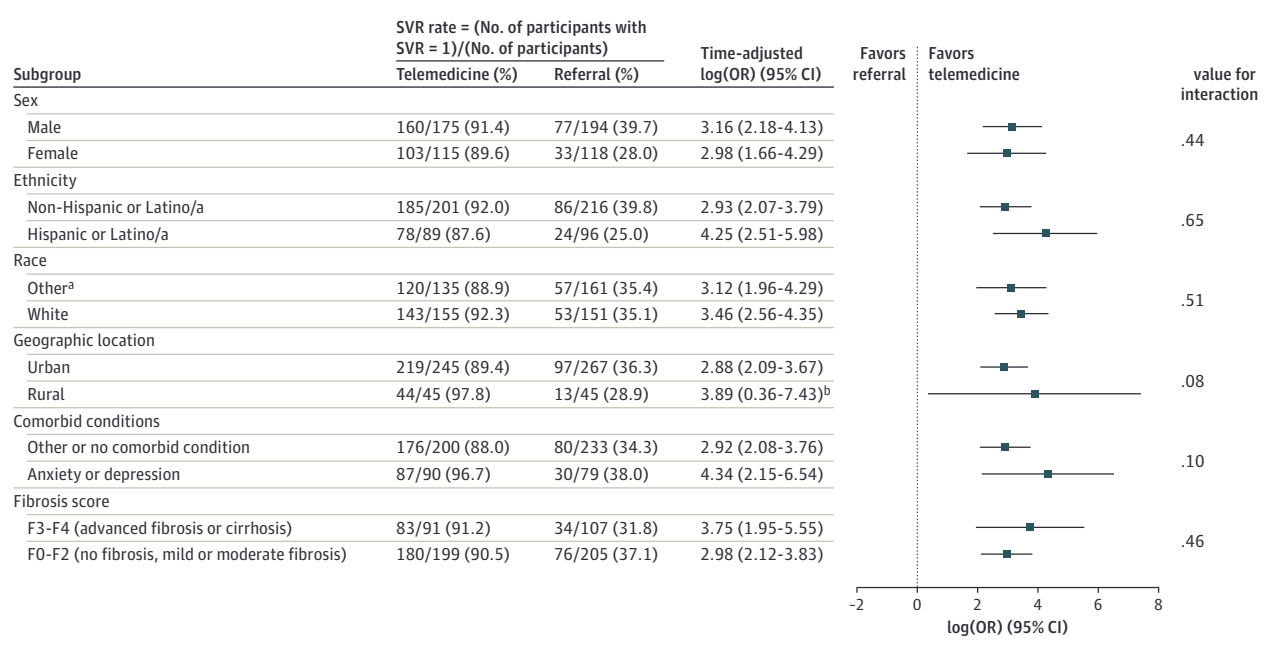 SVR rate = (No. of participants with
SVR = 1)/(No. of participants)
Time-adjusted
log(OR) (95% CI)
Favors
referral
Favors
telemedicine
value for
interaction
Subgroup Telemedicine (%) Referral (%)
Sex
Male 160/175 (91.4) 77/194 (39.7) 3.16 (2.18-4.13)
.44
Female 103/115 (89.6) 33/118 (28.0) 2.98 (1.66-4.29)
Ethnicity
Non-Hispanic or Latino/a 185/201 (92.0) 86/216 (39.8) 2.93 (2.07-3.79)
.65
Hispanic or Latino/a 78/89 (87.6) 24/96 (25.0) 4.25 (2.51-5.98)
Race
Otherᵃ 120/135 (88.9) 57/161 (35.4) 3.12 (1.96-4.29)
.51
White 143/155 (92.3) 53/151 (35.1) 3.46 (2.56-4.35)
Geographic location
Urban 219/245 (89.4) 97/267 (36.3) 2.88 (2.09-3.67)
.08
Rural 44/45 (97.8) 13/45 (28.9) 3.89 (0.36-7.43)ᵇ
Comorbid conditions
Other or no comorbid condition 176/200 (88.0) 80/233 (34.3) 2.92 (2.08-3.76)
.10
Anxiety or depression 87/90 (96.7) 30/79 (38.0) 4.34 (2.15-6.54)
Fibrosis score
F3-F4 (advanced fibrosis or cirrhosis) 83/91 (91.2) 34/107 (31.8) 3.75 (1.95-5.55)
.46
F0-F2 (no fibrosis, mild or moderate fibrosis) 180/199 (90.5) 76/205 (37.1) 2.98 (2.12-3.83)
-2 0 2 4 6 8
log(OR) (95% CI)